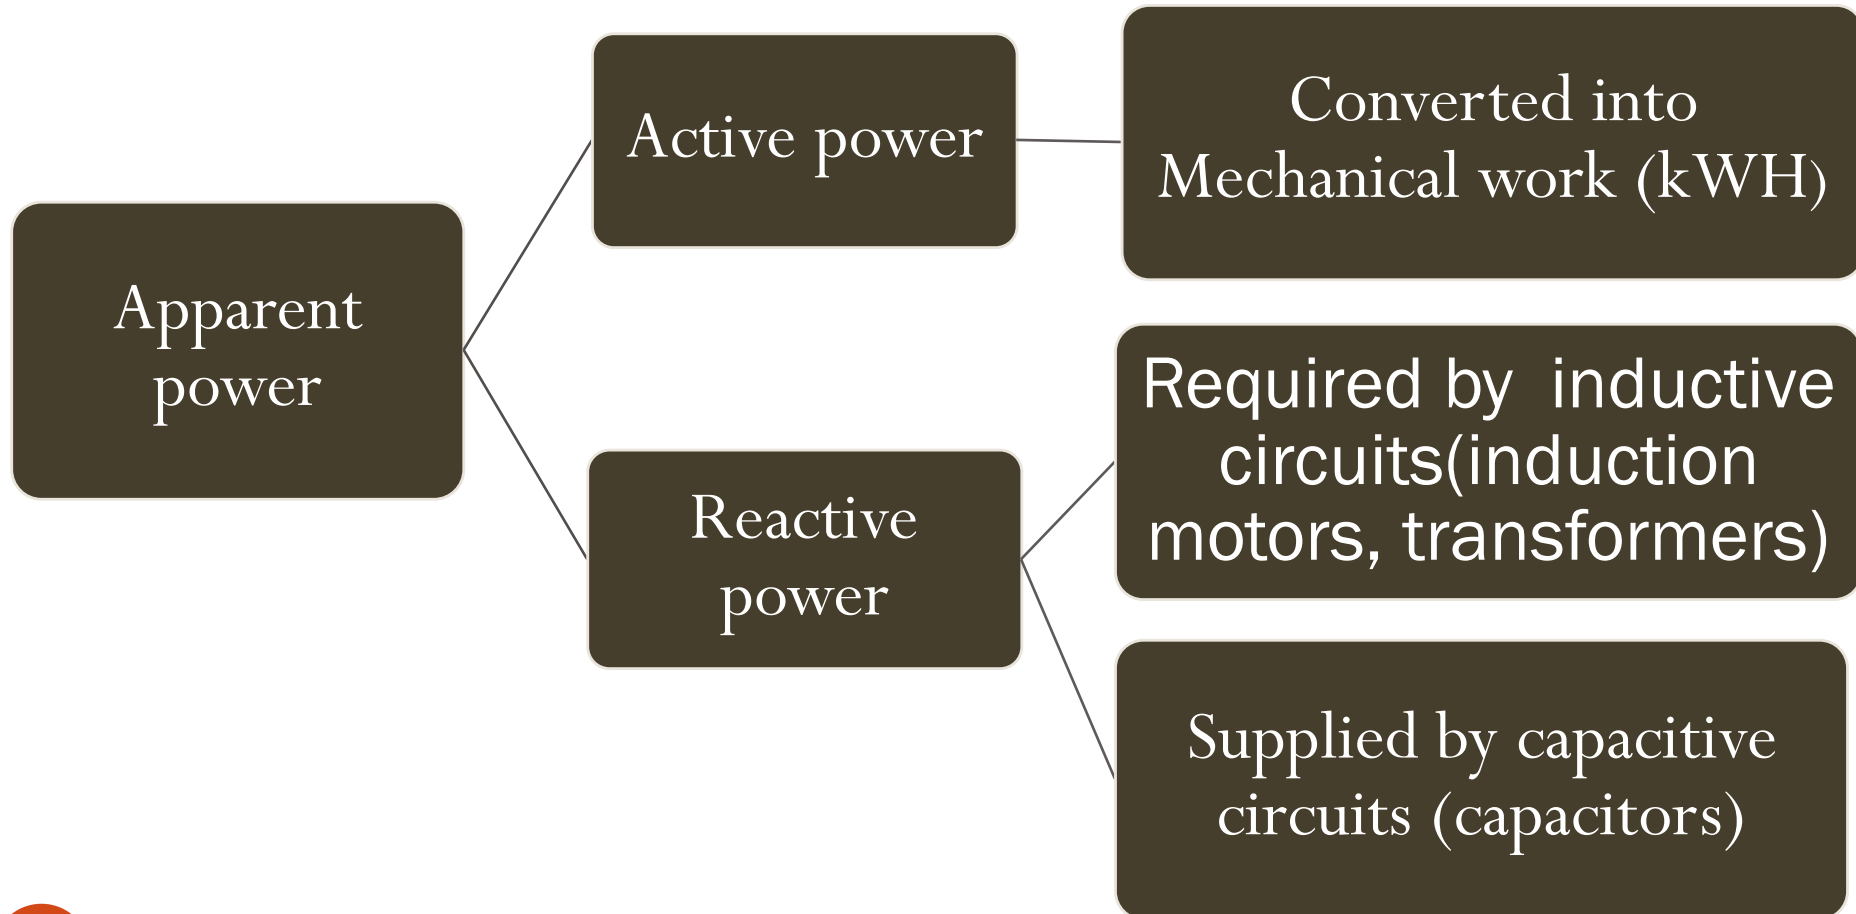 Apparent
power
Active power
Converted into
Mechanical work (kWH)
Reactive
power
Required by  inductive
circuits(induction
motors, transformers)
Supplied by capacitive
circuits (capacitors)